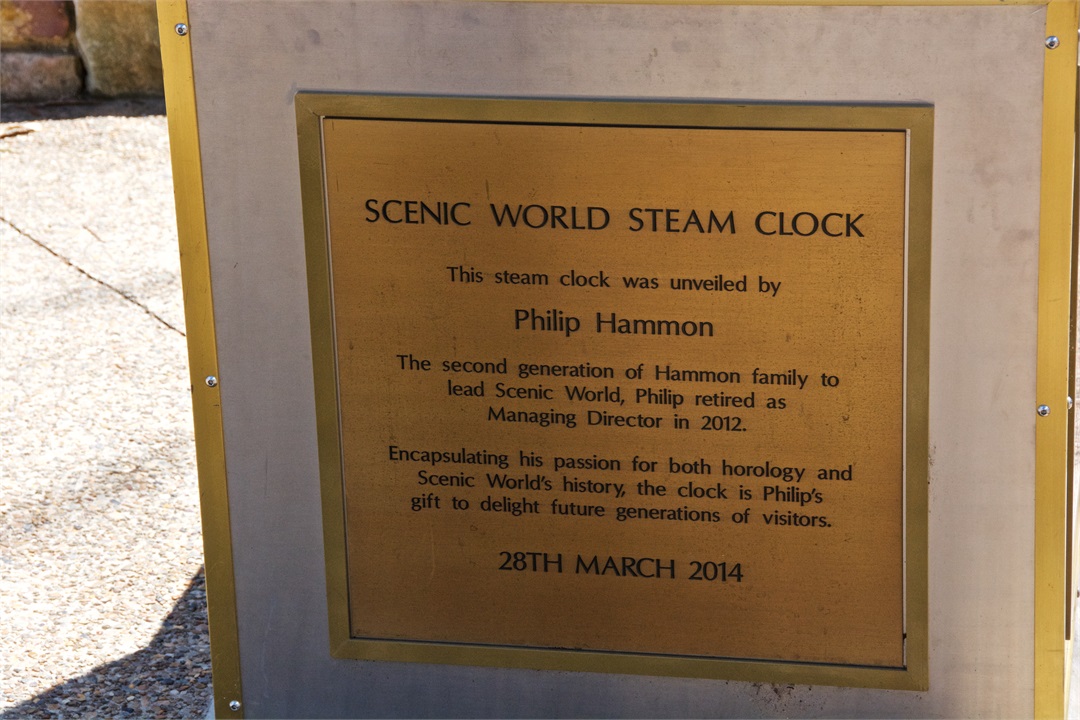 SCENIC WORLD STEAM CLOCK
This steam clock was unveiled by
Philip Hammon
The second generation of Hammon family to
lead Scenic World, Philip retired as
Managing Director in 2012.
Encapsulating his passion for both horology and
Scenic World's history, the clock is Philip's
gift to delight future generations of visitors.
28TH MARCH 2014